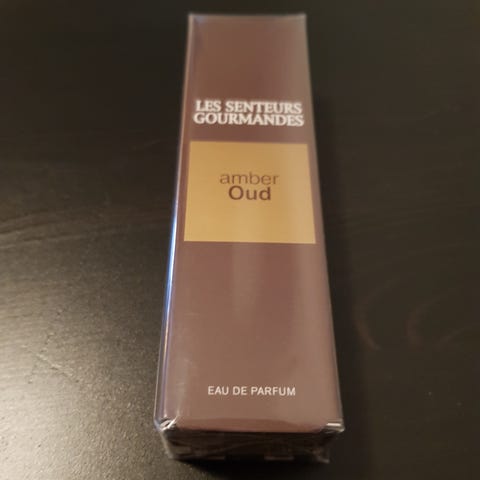 LES SENTEURS
GOURMANDES
amber
Oud
EAU DE PARFUM